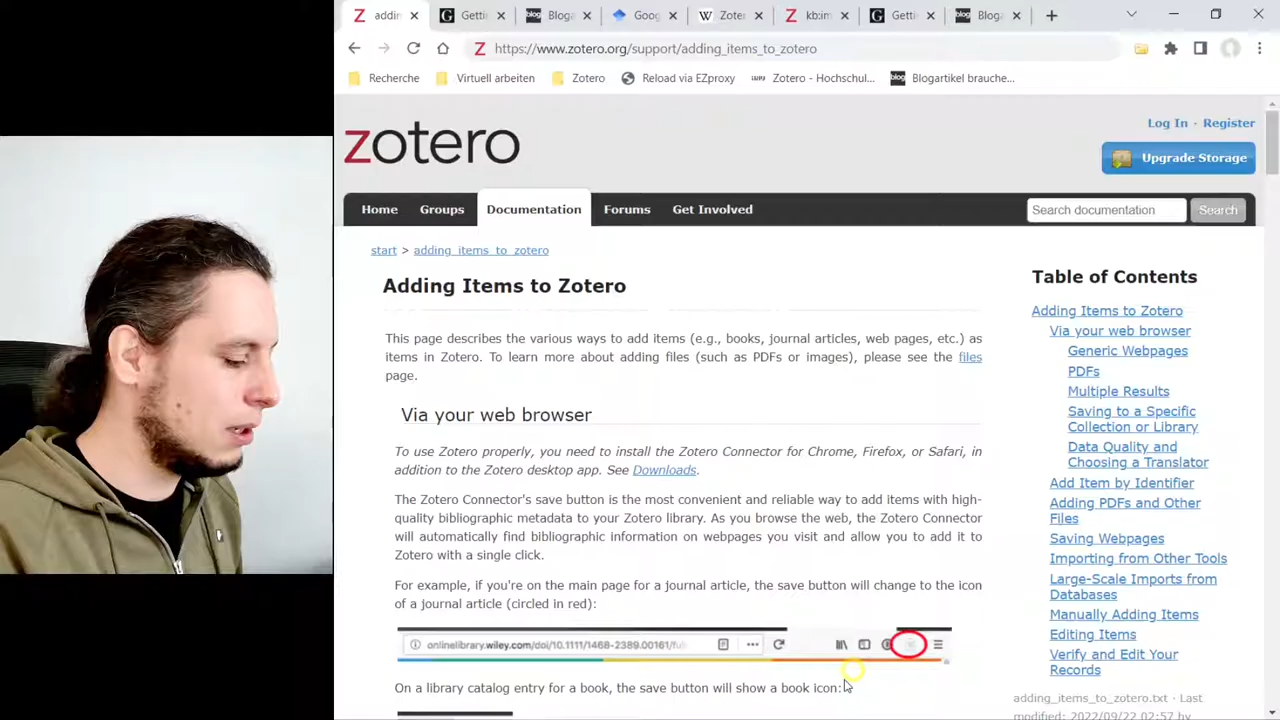 addin
Gettin
Bloga
Goog
Zoter
kb:im
Getti
Bloga
https://www.zotero.org/support/adding_items_to_zotero
Recherche
Virtuell arbeiten
Zotero
Reload via EZproxy
Zotero - Hochschul...
blog
Blogartikel brauche...
zotero
Log In · Register
Upgrade Storage
Home
Groups
Documentation
Forums
Get Involved
Search documentation
Search
start > adding_items_to_zotero
Adding Items to Zotero
This page describes the various ways to add items (e.g., books, journal articles, web pages, etc.) as
items in Zotero. To learn more about adding files (such as PDFs or images), please see the files
page.
Via your web browser
To use Zotero properly, you need to install the Zotero Connector for Chrome, Firefox, or Safari, in
addition to the Zotero desktop app. See Downloads.
The Zotero Connector's save button is the most convenient and reliable way to add items with high-
quality bibliographic metadata to your Zotero library. As you browse the web, the Zotero Connector
will automatically find bibliographic information on webpages you visit and allow you to add it to
Zotero with a single click.
For example, if you're on the main page for a journal article, the save button will change to the icon
of a journal article (circled in red):
onlinelibrary.wiley.com/doi/10.1111/1468-2389.00161/ful
On a library catalog entry for a book, the save button will show a book icon:
Table of Contents
Adding Items to Zotero
Via your web browser
Generic Webpages
PDFs
Multiple Results
Saving to a Specific
Collection or Library
Data Quality and
Choosing a Translator
Add Item by Identifier
Adding PDFs and Other
Files
Saving Webpages
Importing from Other Tools
Large-Scale Imports from
Databases
Manually Adding Items
Editing Items
Verify and Edit Your
Records
adding_items_to_zotero.txt · Last
modified: 2022/09/22 02:57 by